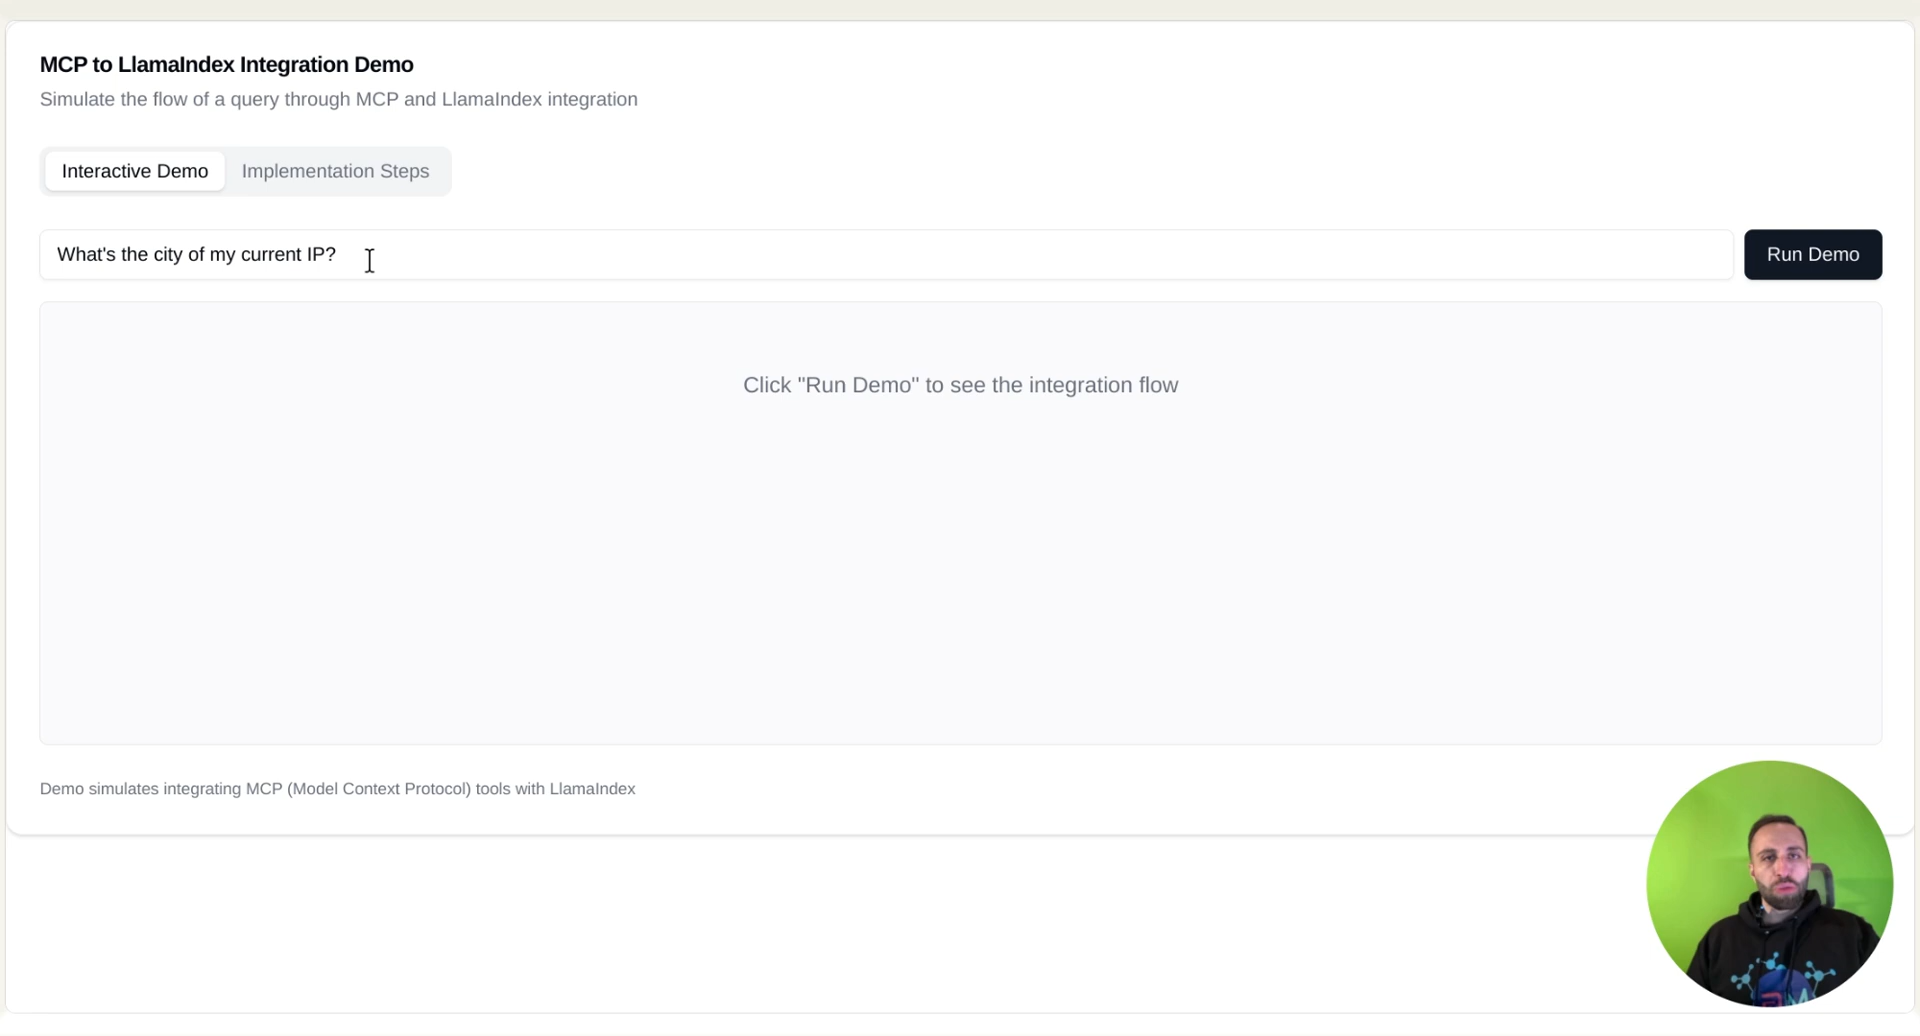 MCP to LlamaIndex Integration Demo
Simulate the flow of a query through MCP and LlamaIndex integration
Interactive Demo
Implementation Steps
What's the city of my current IP?
Run Demo
Click "Run Demo" to see the integration flow
Demo simulates integrating MCP (Model Context Protocol) tools with LlamaIndex